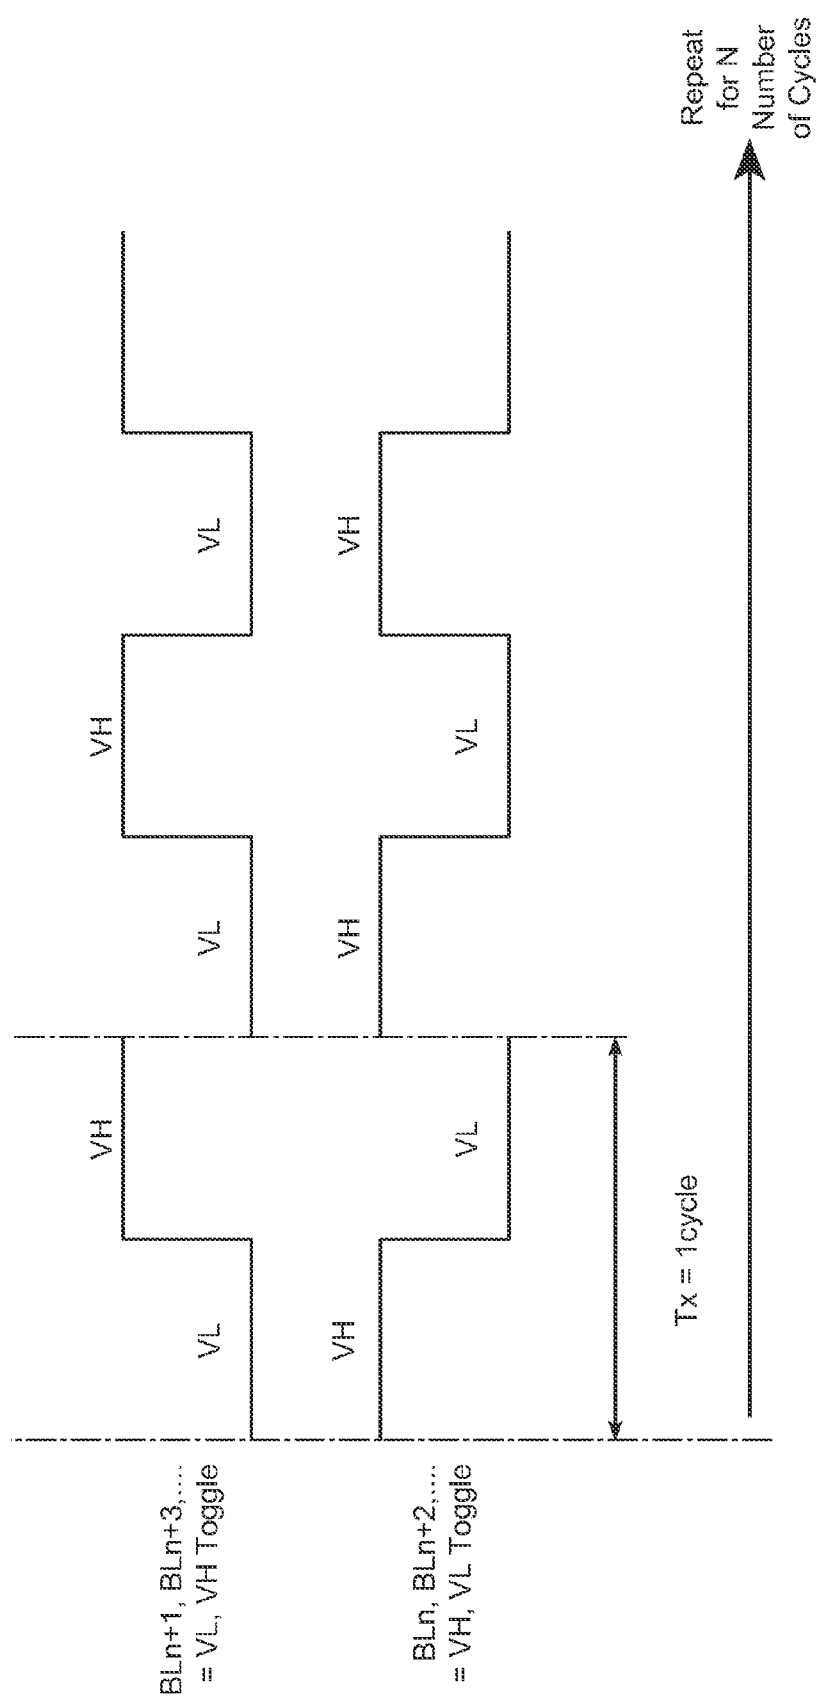 BLn+1, BLn+3,....
= VL, VH Toggle
VL
VH
VL
VH
VL
BLn, BLn+2,....
= VH, VL Toggle
VH
VL
VH
VL
VH
Tx = 1cycle
Repeat
for N
Number
of Cycles